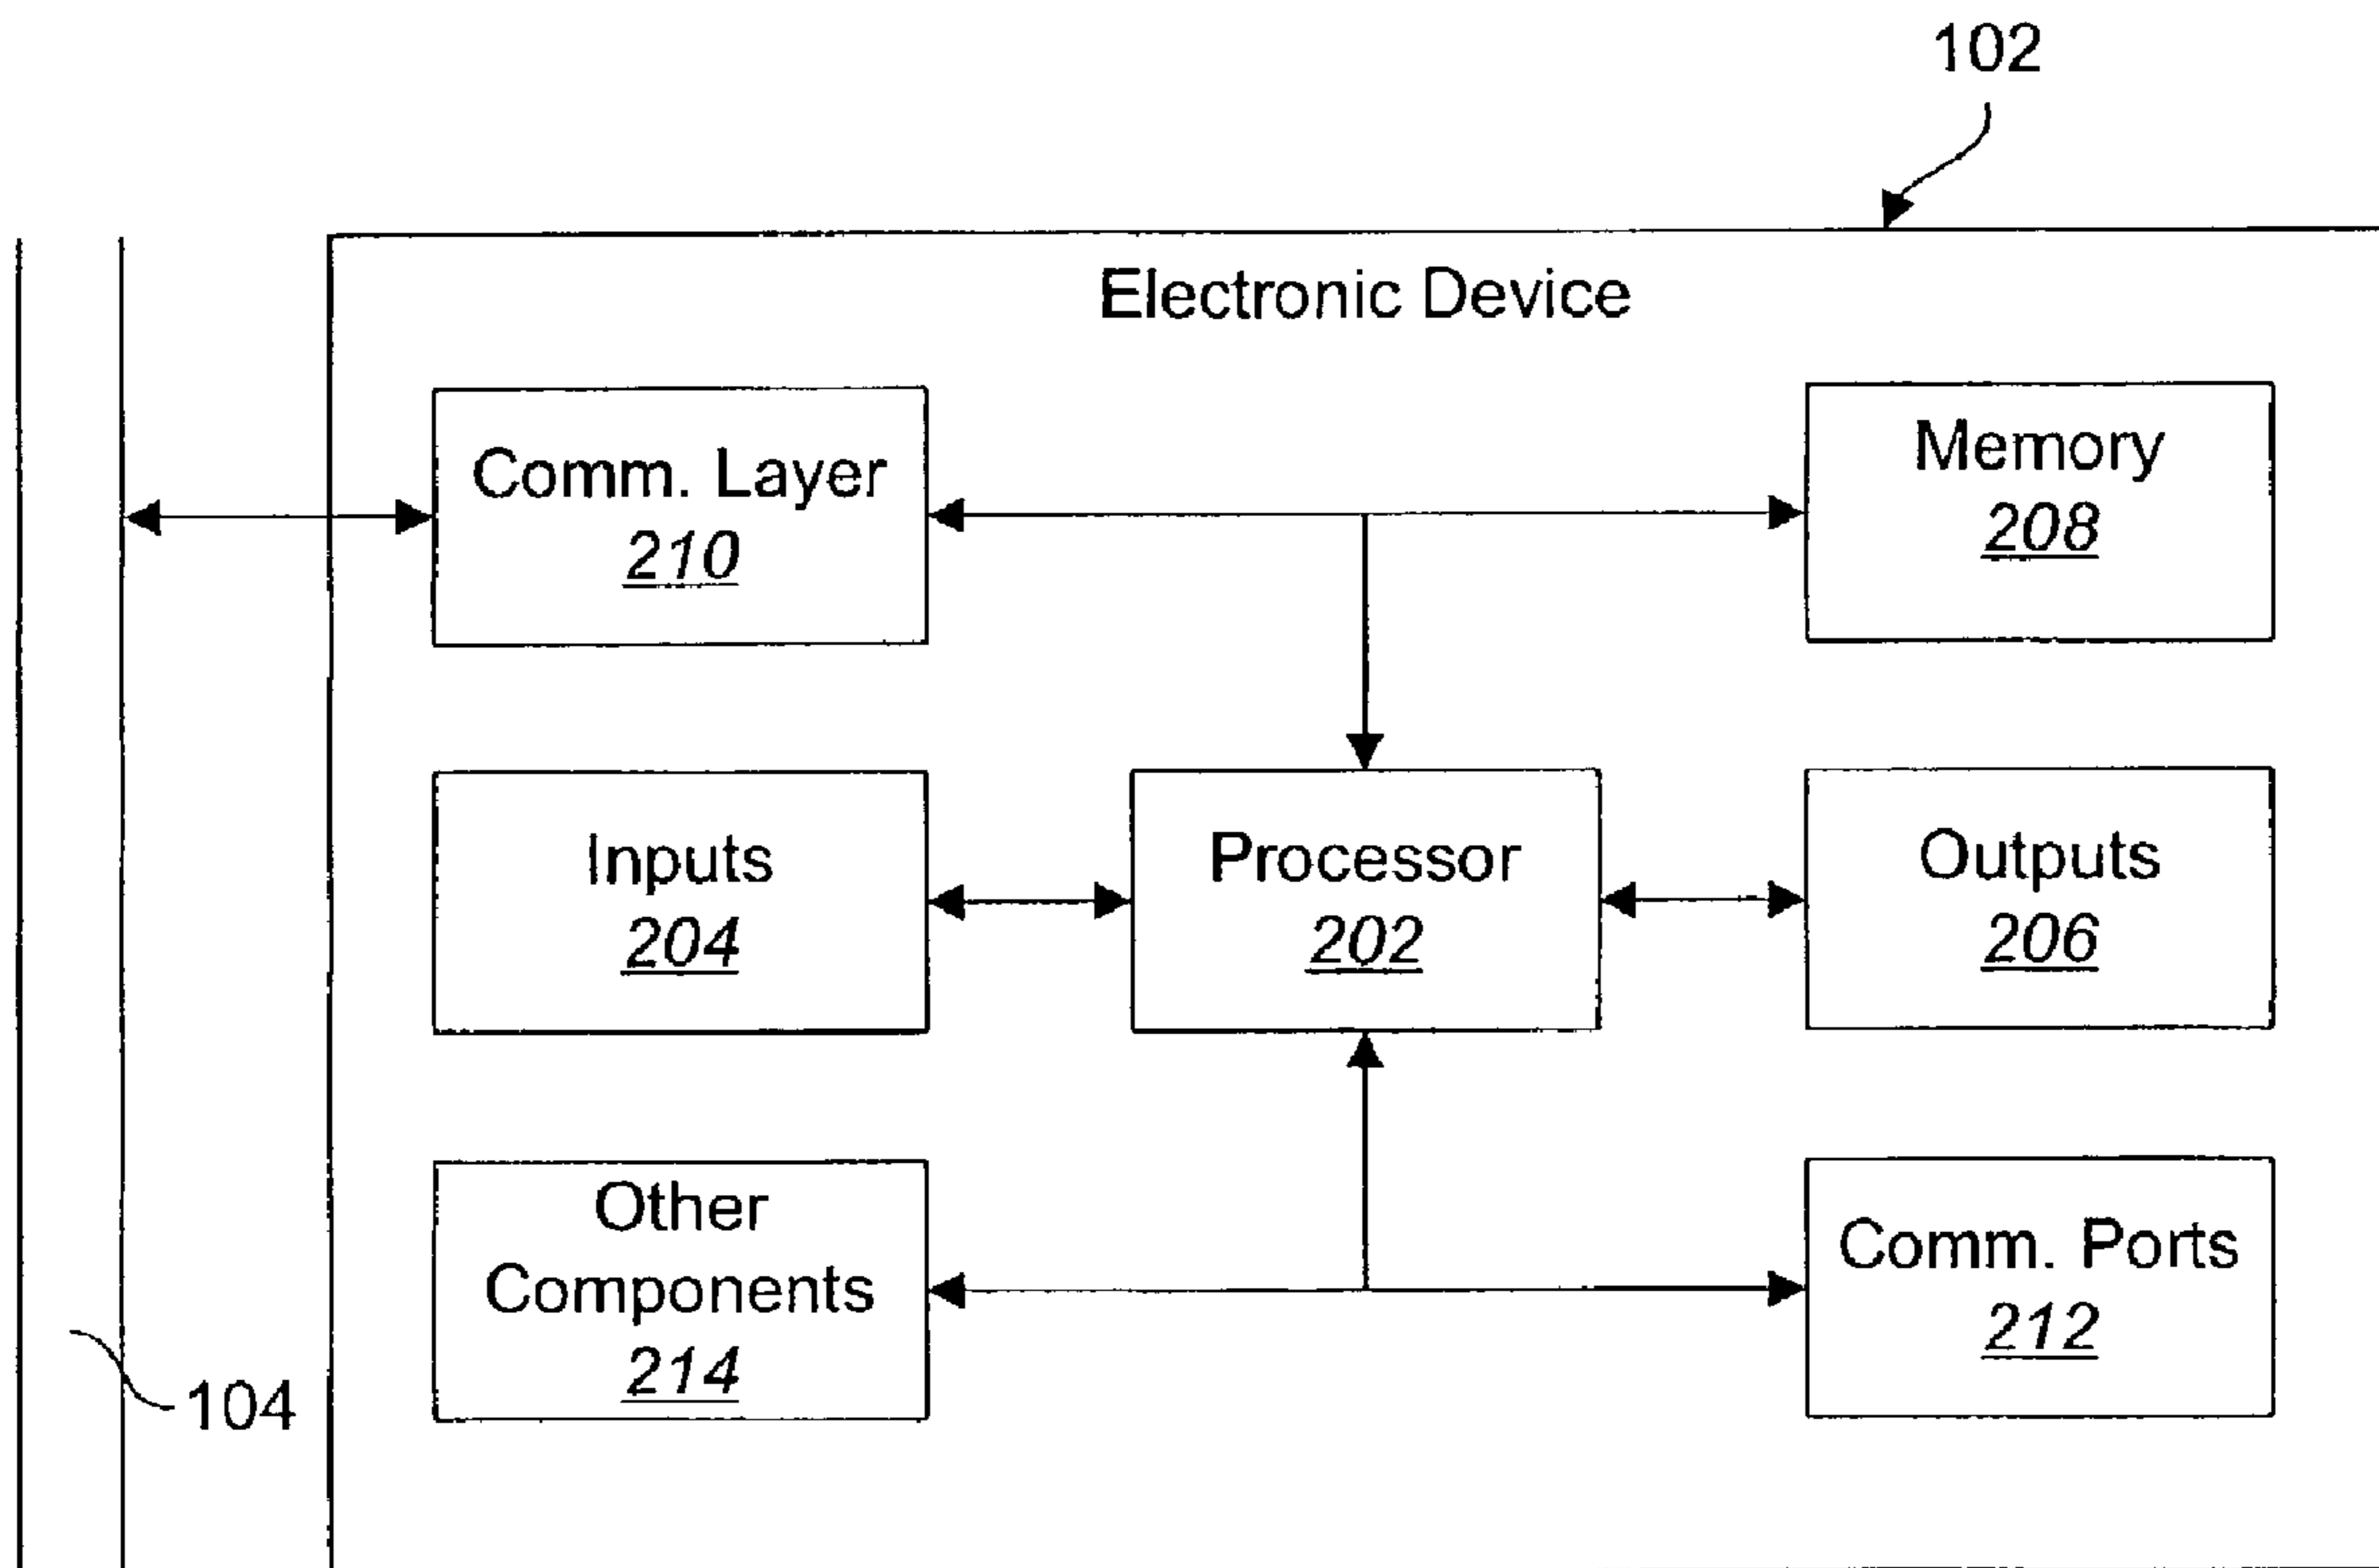 102
Electronic Device
Comm. Layer
210
Memory
208
Inputs
204
Processor
202
Outputs
206
Other
Components
214
Comm. Ports
212
104